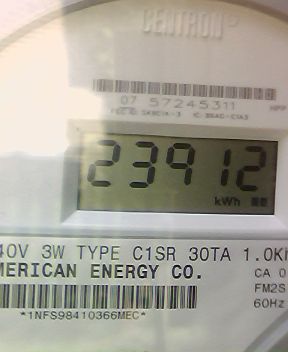 CENTRON
07 57245311
23912
kWh
40V 3W TYPE C1SR 30TA 1.0Kh
MERICAN ENERGY CO.
CA 0
FM2S
60Hz
*1NFS98410366MEC*